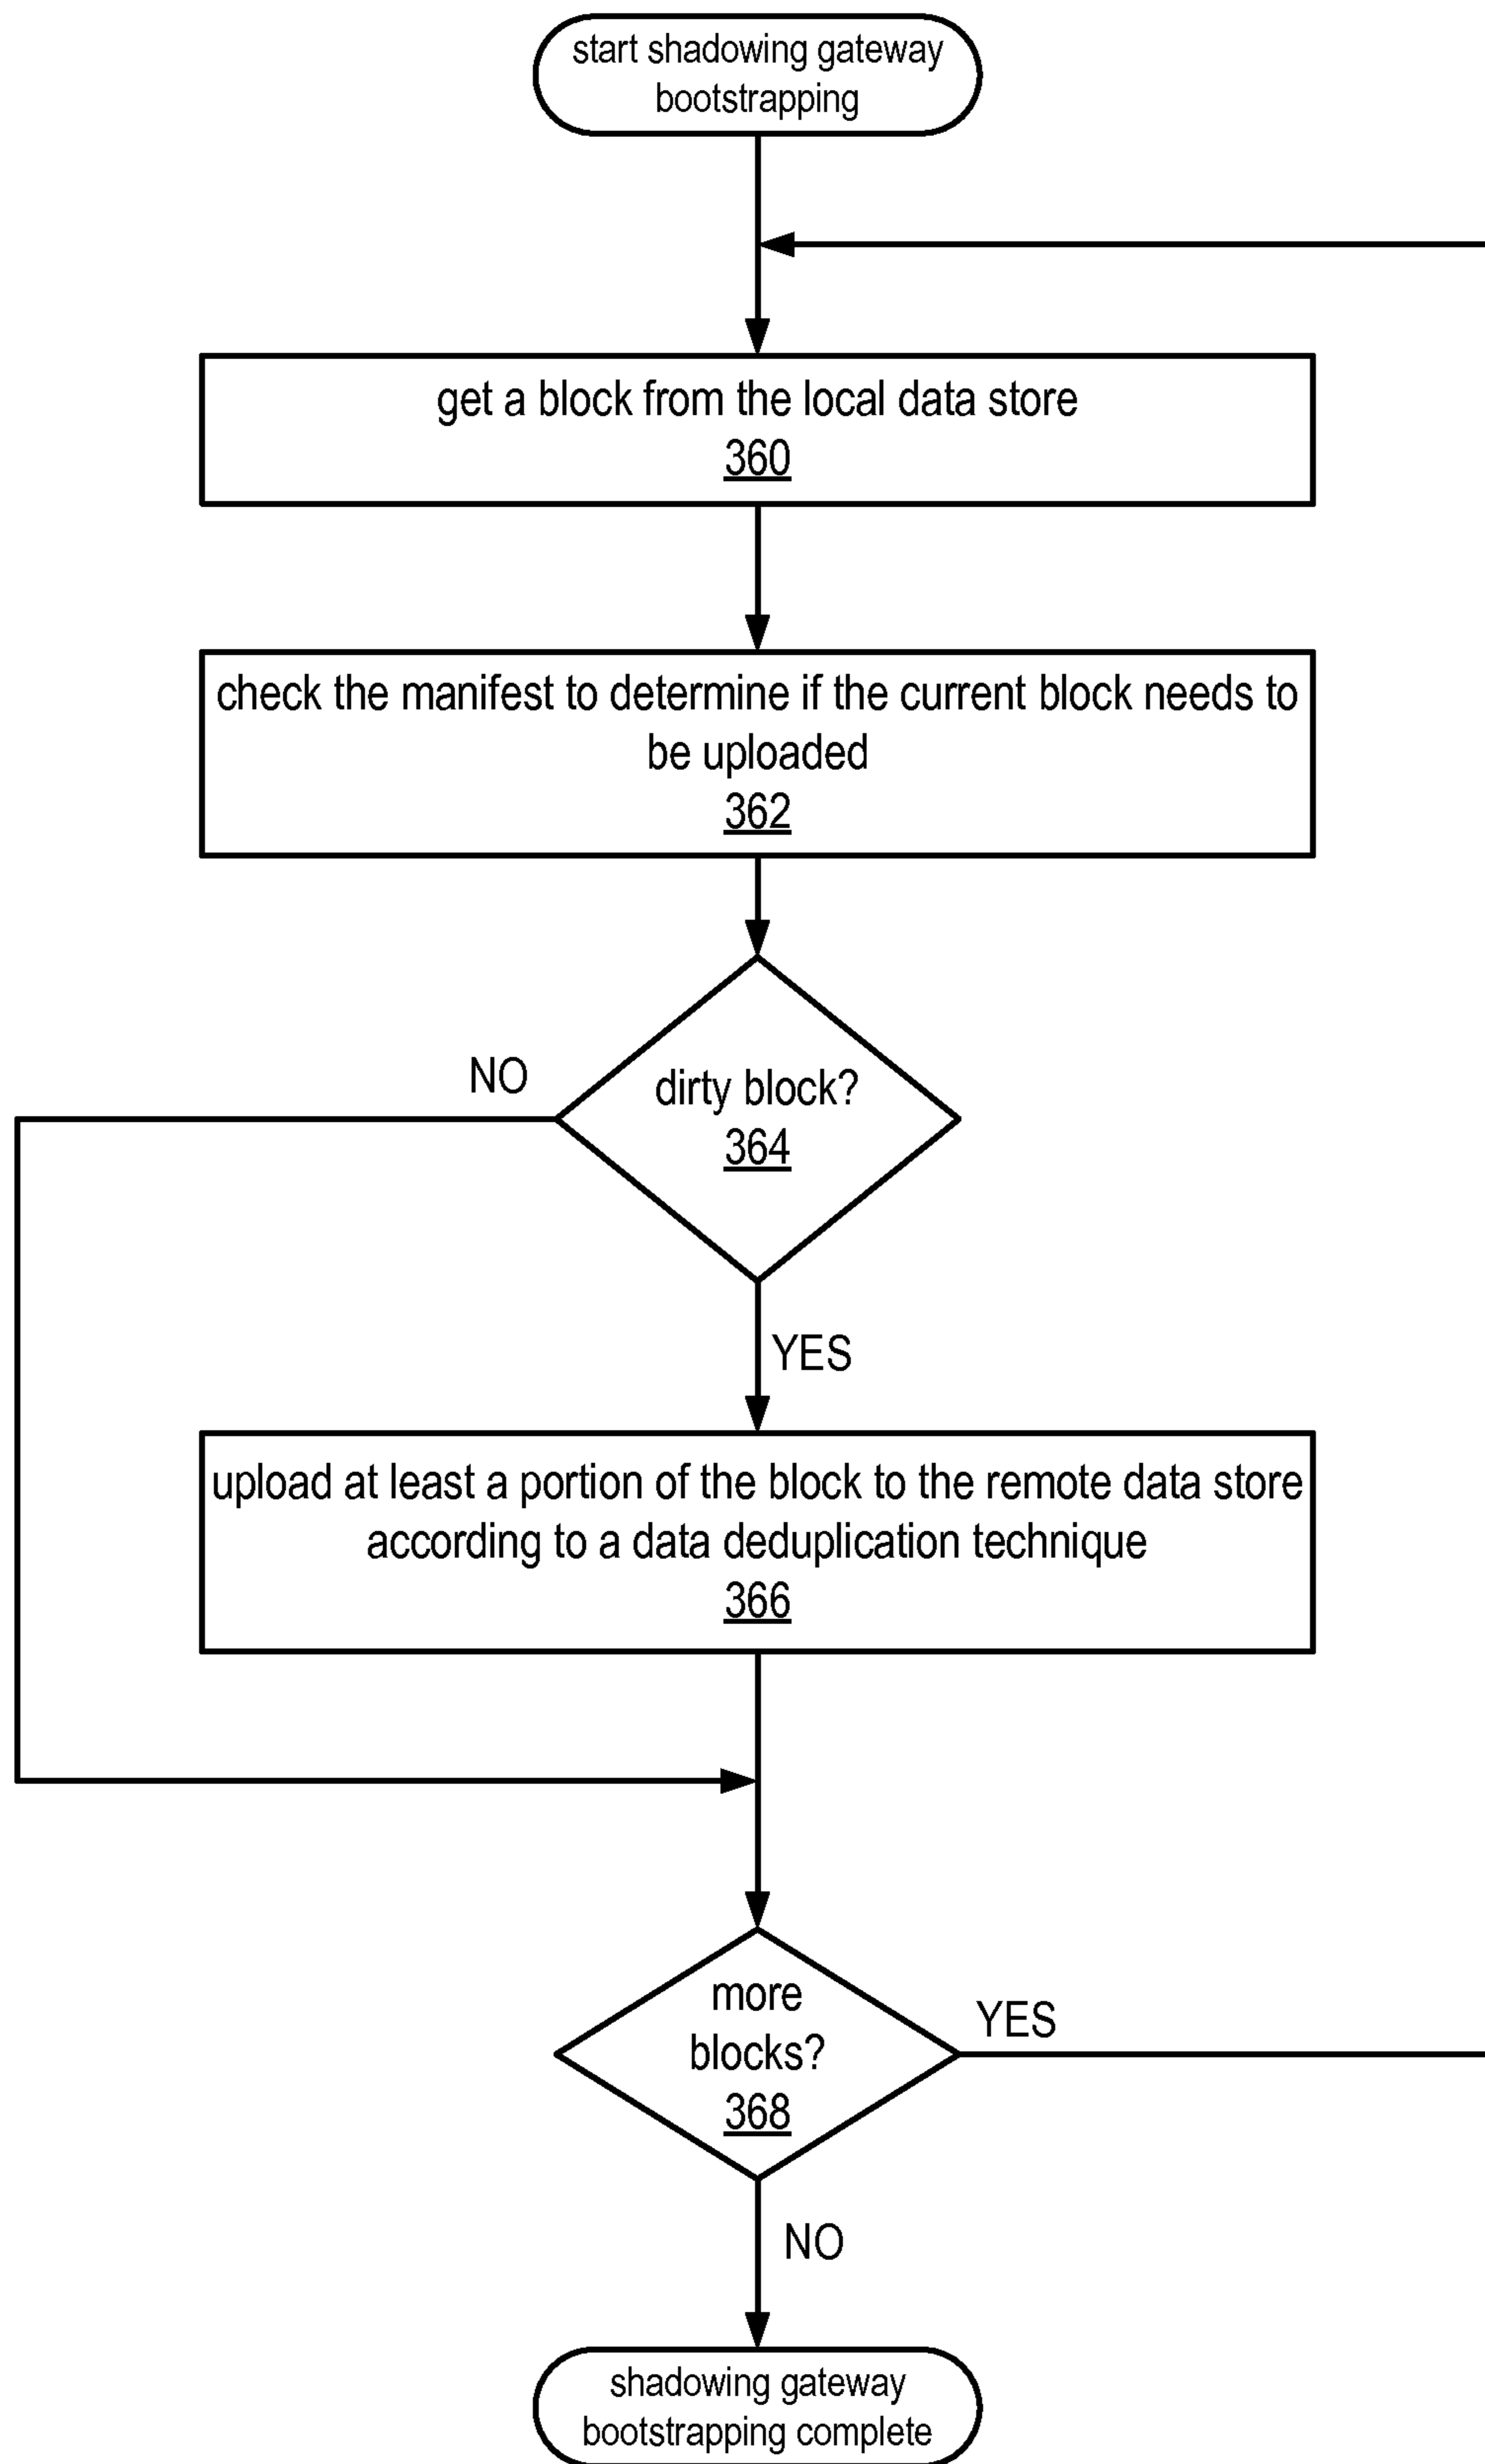 start shadowing gateway
bootstrapping
get a block from the local data store
360
check the manifest to determine if the current block needs to
be uploaded
362
NO
dirty block?
364
YES
upload at least a portion of the block to the remote data store
according to a data deduplication technique
366
more
blocks?
368
YES
NO
shadowing gateway
bootstrapping complete